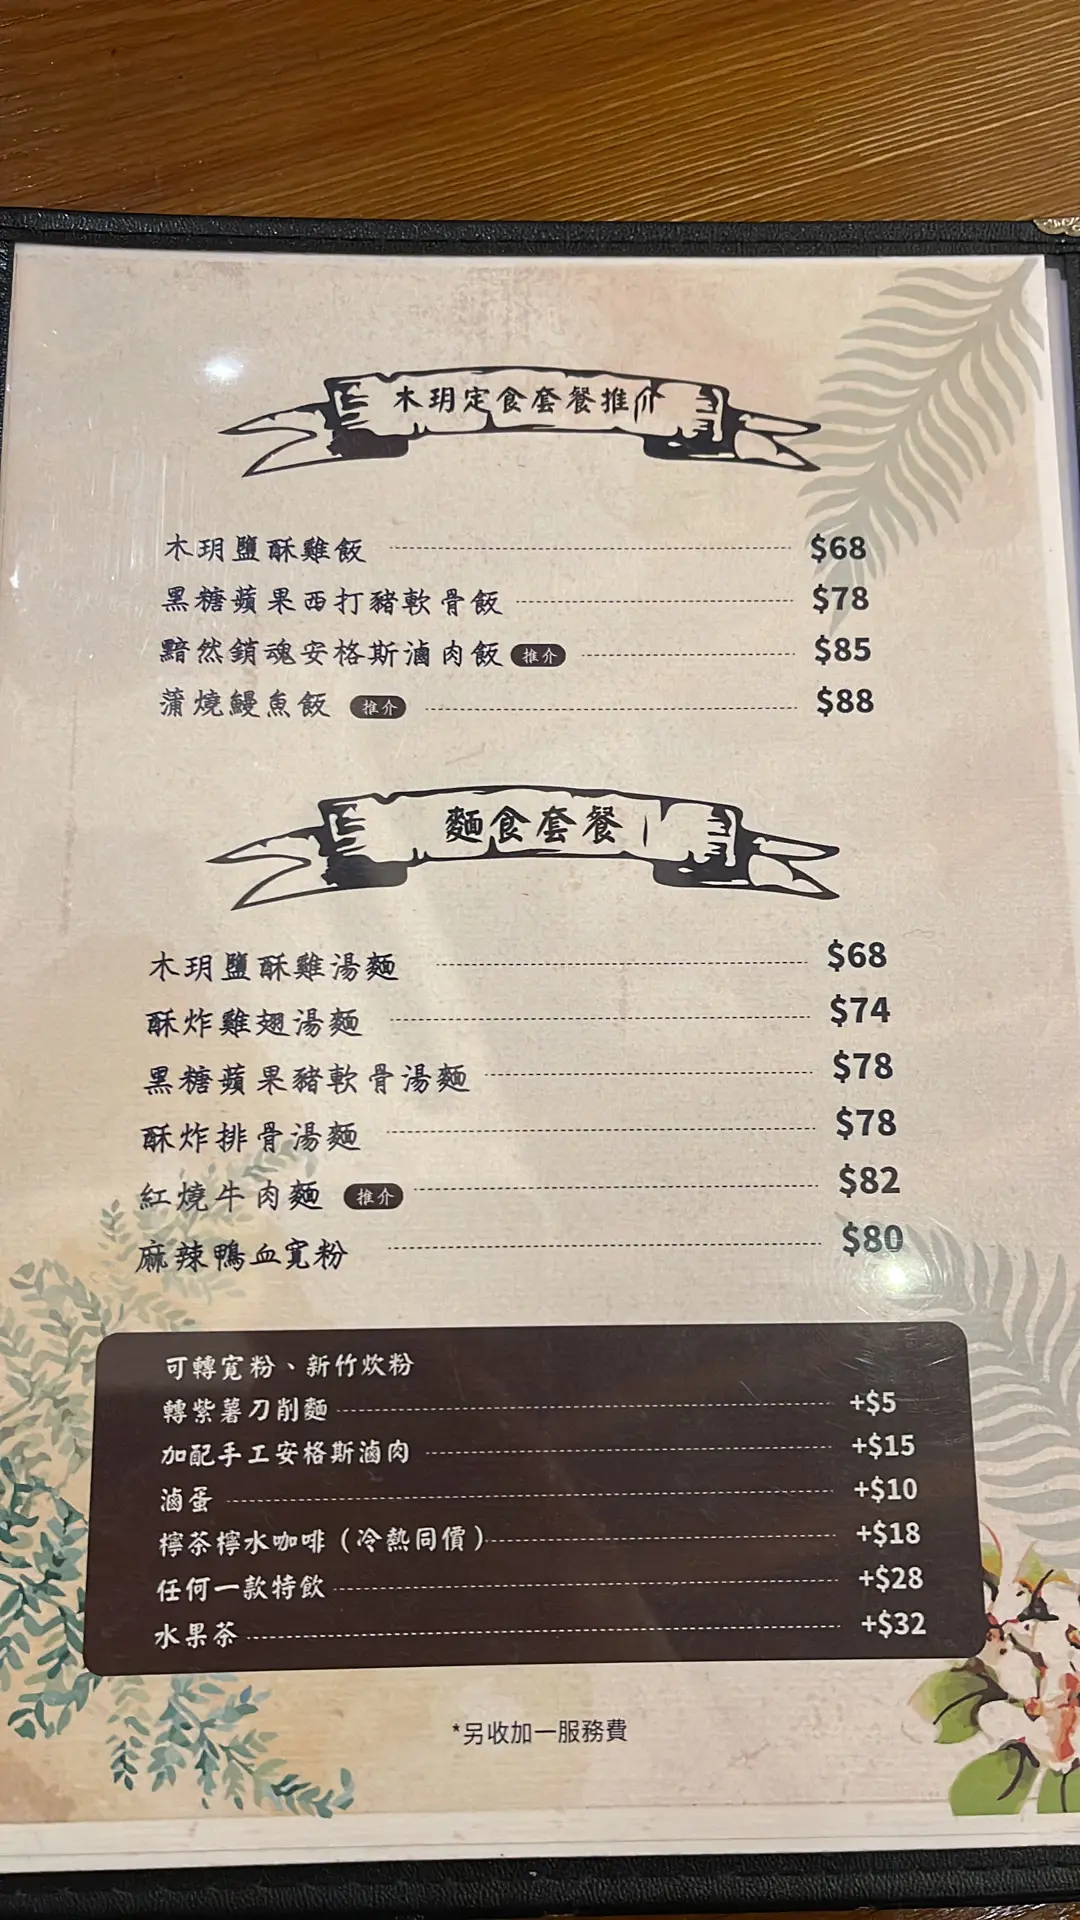 木玥定食套餐推介
木玥鹽酥雞飯 $68
黑糖蘋果西打豬軟骨飯 $78
黯然銷魂安格斯滷肉飯 推介 $85
蒲燒鰻魚飯 推介 $88
麵食套餐
木玥鹽酥雞湯麵 $68
酥炸雞翅湯麵 $74
黑糖蘋果豬軟骨湯麵 $78
酥炸排骨湯麵 $78
紅燒牛肉麵 推介 $82
麻辣鴨血寬粉 $80
可轉寬粉、新竹炊粉
轉紫薯刀削麵 +$5
加配手工安格斯滷肉 +$15
滷蛋 +$10
檸茶檸水咖啡（冷熱同價） +$18
任何一款特飲 +$28
水果茶 +$32
*另收加一服務費